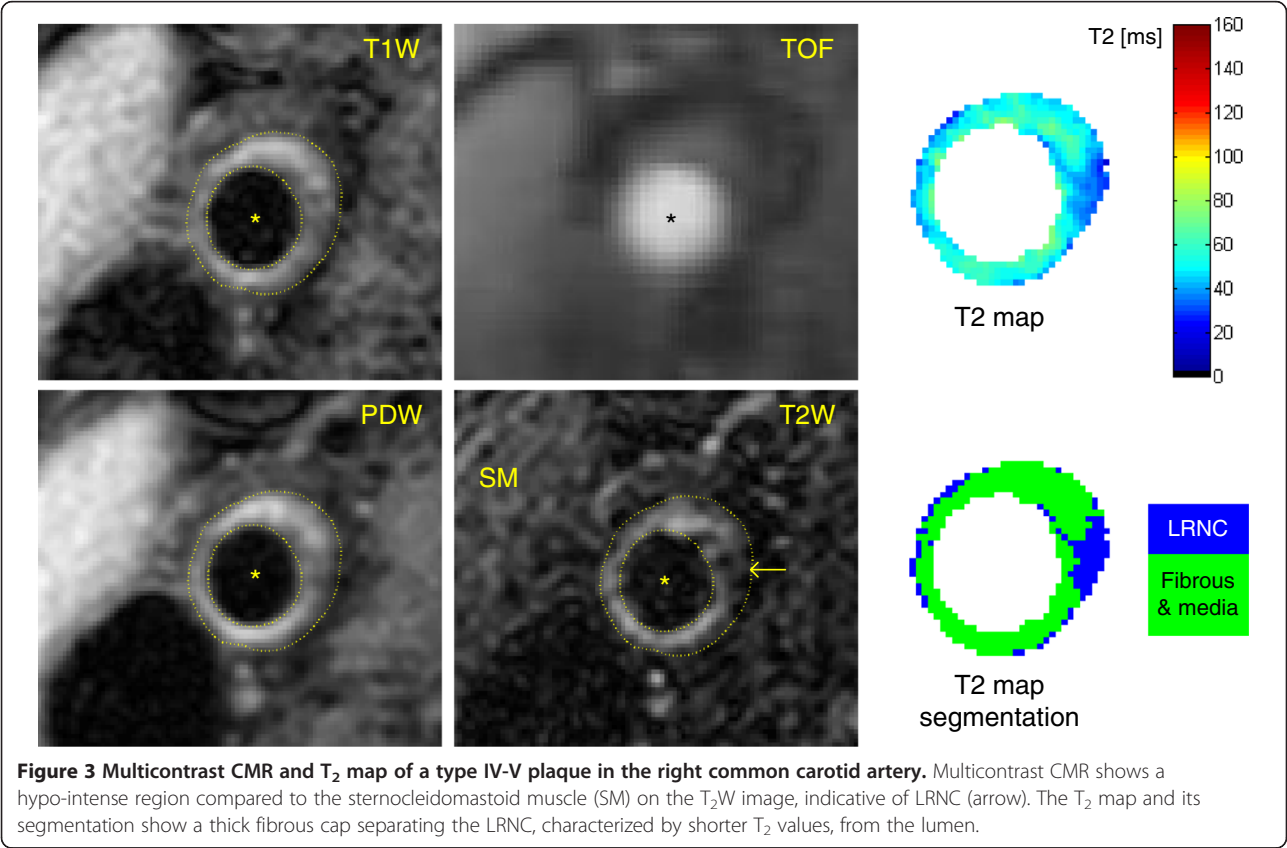 T1W
TOF
T2 [ms]
160
140
120
100
80
60
40
20
0
*
*
T2 map
PDW
T2W
SM
*
*
LRNC
Fibrous
& media
T2 map
segmentation
Figure 3 Multicontrast CMR and T₂ map of a type IV-V plaque in the right common carotid artery. Multicontrast CMR shows a
hypo-intense region compared to the sternocleidomastoid muscle (SM) on the T₂W image, indicative of LRNC (arrow). The T₂ map and its
segmentation show a thick fibrous cap separating the LRNC, characterized by shorter T₂ values, from the lumen.